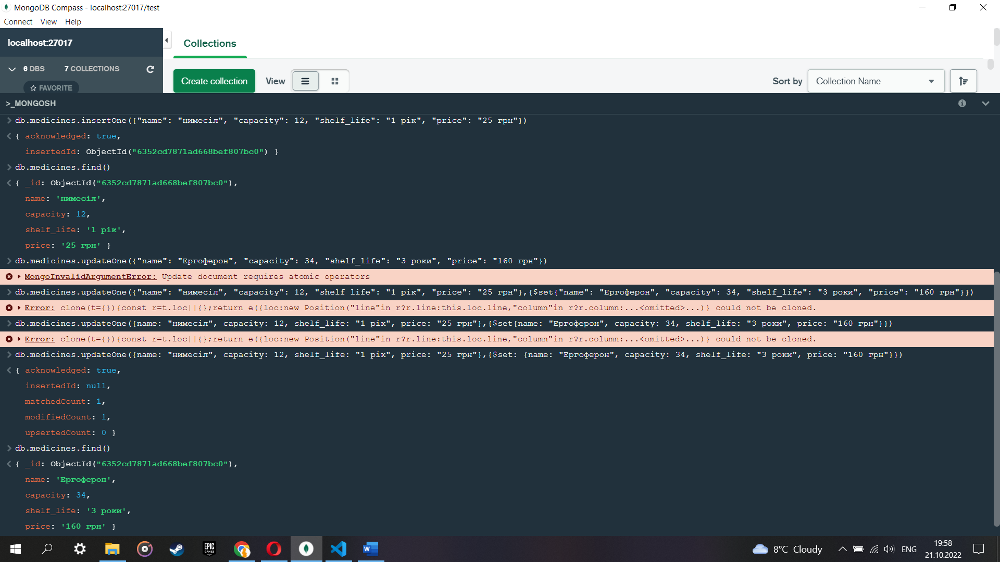 MongoDB Compass - localhost:27017/test
Connect View Help
localhost:27017
Collections
6 DBS 7 COLLECTIONS
FAVORITE
Create collection View Sort by Collection Name
>_MONGOSH
db.medicines.insertOne({"name": "нимесіл", "capacity": 12, "shelf_life": "1 рік", "price": "25 грн"})
{ acknowledged: true,
insertedId: ObjectId("6352cd7871ad668bef807bc0") }
db.medicines.find()
{ _id: ObjectId("6352cd7871ad668bef807bc0"),
name: 'нимесіл',
capacity: 12,
shelf_life: '1 рік',
price: '25 грн' }
db.medicines.updateOne({"name": "Ергоферон", "capacity": 34, "shelf_life": "3 роки", "price": "160 грн"})
MongoInvalidArgumentError: Update document requires atomic operators
db.medicines.updateOne({"name": "нимесіл", "capacity": 12, "shelf life": "1 рік", "price": "25 грн"},{$set{"name": "Ергоферон", "capacity": 34, "shelf_life": "3 роки", "price": "160 грн"}})
Error: clone(t={}){const r=t.loc||{};return e({loc:new Position("line"in r?r.line:this.loc.line,"column"in r?r.column:...<omitted>...)} could not be cloned.
db.medicines.updateOne({name: "нимесіл", capacity: 12, shelf_life: "1 рік", price: "25 грн"},{$set{name: "Ергоферон", capacity: 34, shelf_life: "3 роки", price: "160 грн"}})
Error: clone(t={}){const r=t.loc||{};return e({loc:new Position("line"in r?r.line:this.loc.line,"column"in r?r.column:...<omitted>...)} could not be cloned.
db.medicines.updateOne({name: "нимесіл", capacity: 12, shelf_life: "1 рік", price: "25 грн"},{$set: {name: "Ергоферон", capacity: 34, shelf_life: "3 роки", price: "160 грн"}})
{ acknowledged: true,
insertedId: null,
matchedCount: 1,
modifiedCount: 1,
upsertedCount: 0 }
db.medicines.find()
{ _id: ObjectId("6352cd7871ad668bef807bc0"),
name: 'Ергоферон',
capacity: 34,
shelf_life: '3 роки',
price: '160 грн' }
EPIC GAMES
8°C Cloudy ENG 19:58
21.10.2022